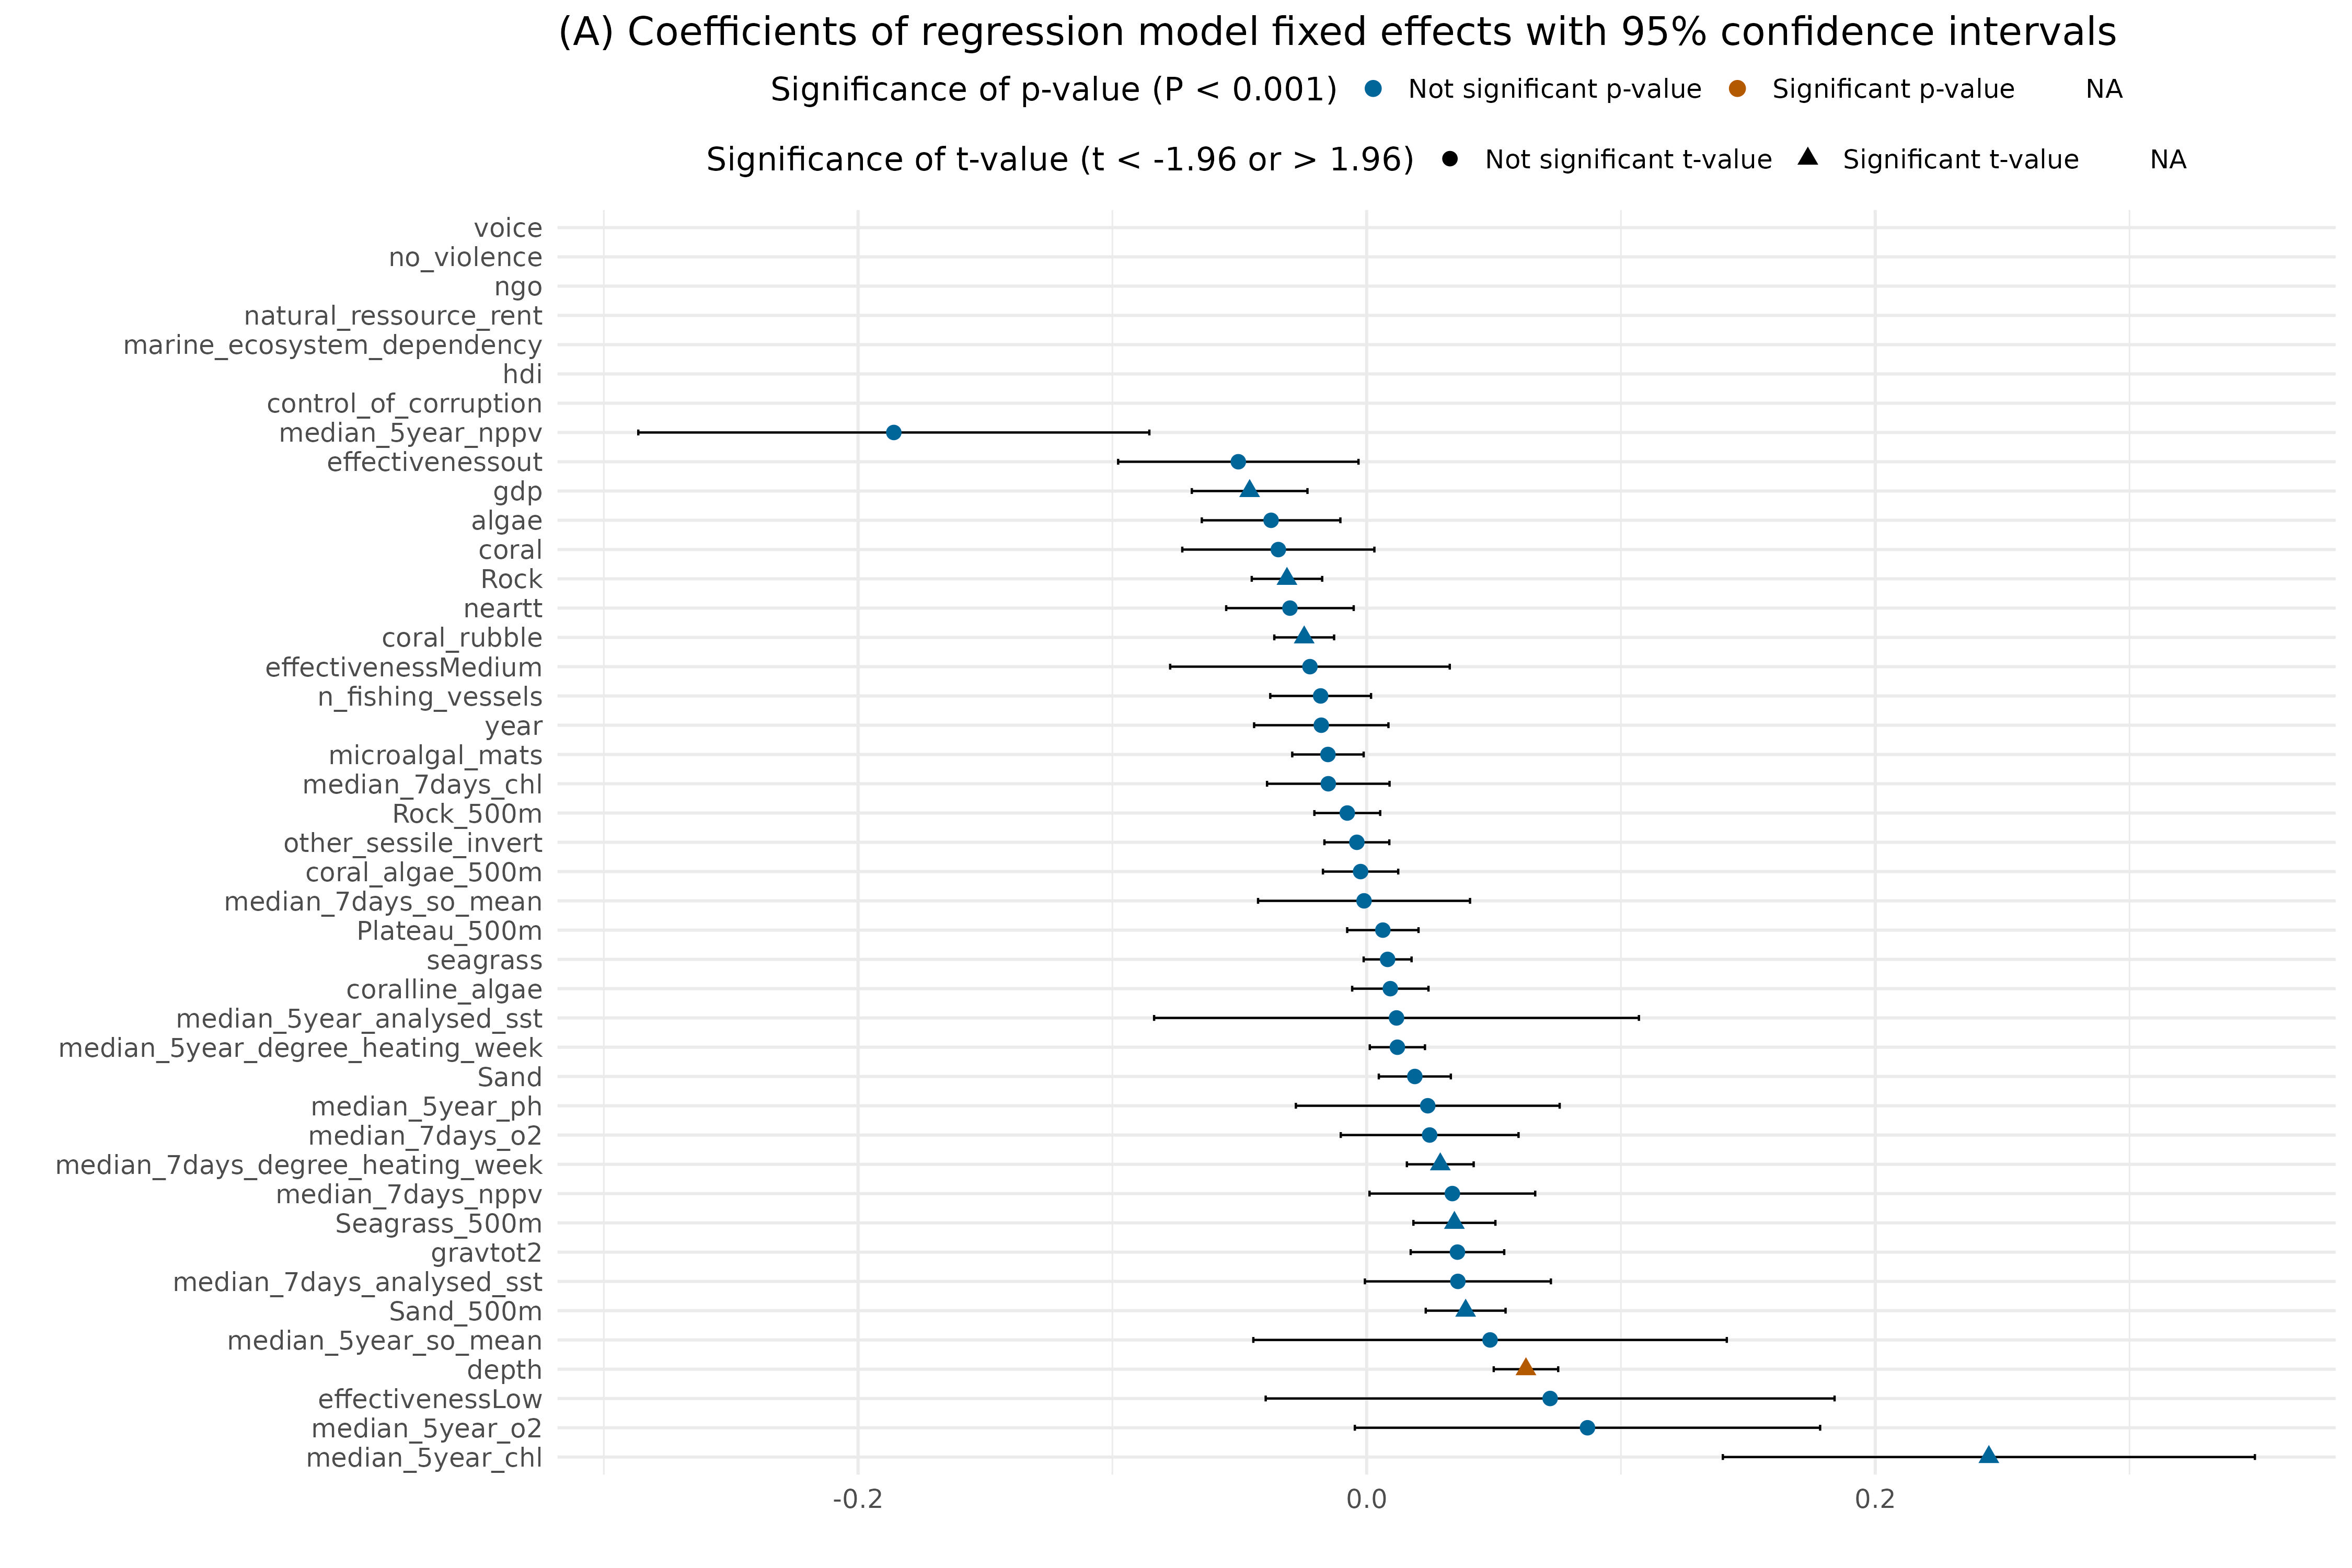 (A) Coefficients of regression model fixed effects with 95% confidence intervals
Significance of p-value (P < 0.001) Not significant p-value Significant p-value NA
Significance of t-value (t < -1.96 or > 1.96) Not significant t-value Significant t-value NA
voice
no_violence
ngo
natural_ressource_rent
marine_ecosystem_dependency
hdi
control_of_corruption
median_5year_nppv
effectivenessout
gdp
algae
coral
Rock
neartt
coral_rubble
effectivenessMedium
n_fishing_vessels
year
microalgal_mats
median_7days_chl
Rock_500m
other_sessile_invert
coral_algae_500m
median_7days_so_mean
Plateau_500m
seagrass
coralline_algae
median_5year_analysed_sst
median_5year_degree_heating_week
Sand
median_5year_ph
median_7days_o2
median_7days_degree_heating_week
median_7days_nppv
Seagrass_500m
gravtot2
median_7days_analysed_sst
Sand_500m
median_5year_so_mean
depth
effectivenessLow
median_5year_o2
median_5year_chl
-0.2 0.0 0.2